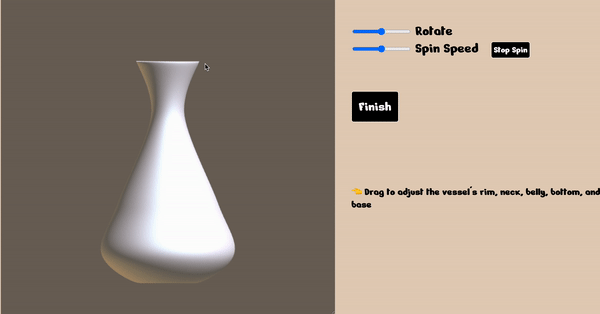 Rotate
Spin Speed
Stop Spin
Finish
👈 Drag to adjust the vessel's rim, neck, belly, bottom, and
base